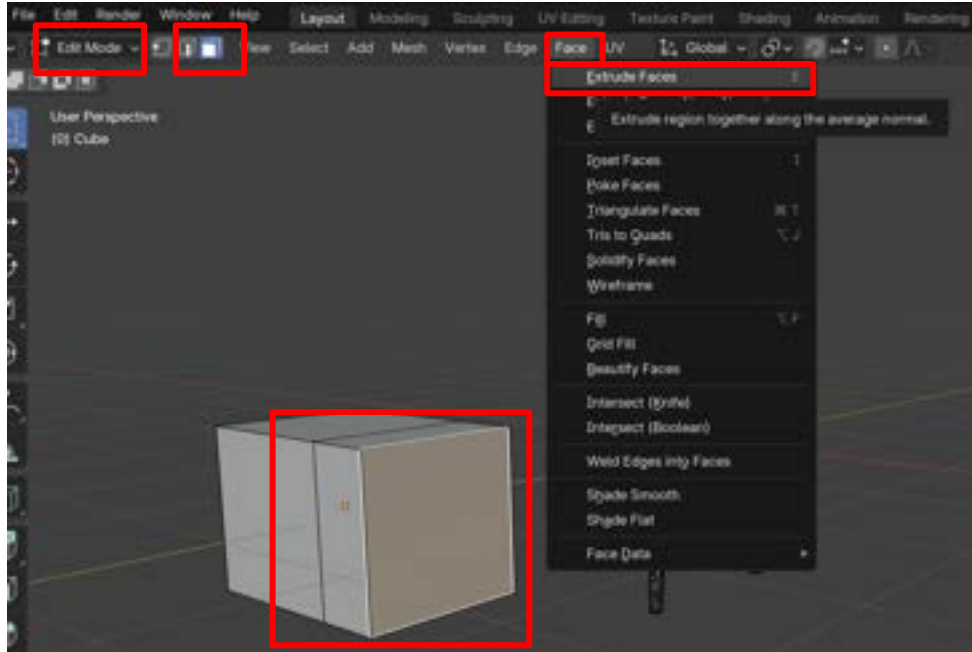 File Edit Render Window Help Layout Modeling Sculpting UV Editing Texture Paint Shading Animation Rendering
Edit Mode View Select Add Mesh Vertex Edge Face UV Global
User Perspective
(0) Cube
Extrude Faces E
E
Extrude region together along the average normal.
E
Inset Faces I
Poke Faces
Triangulate Faces ⌘ T
Tris to Quads ⌥ J
Solidify Faces
Wireframe
Fill ⌥ F
Grid Fill
Beautify Faces
Intersect (Knife)
Intersect (Boolean)
Weld Edges into Faces
Shade Smooth
Shade Flat
Face Data